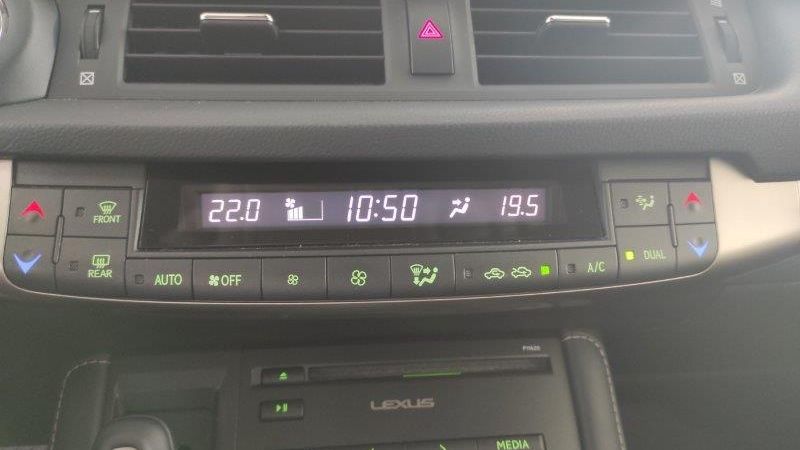 FRONT
22.0 10:50 19.5
REAR
AUTO
OFF
A/C
DUAL
LEXUS
MEDIA